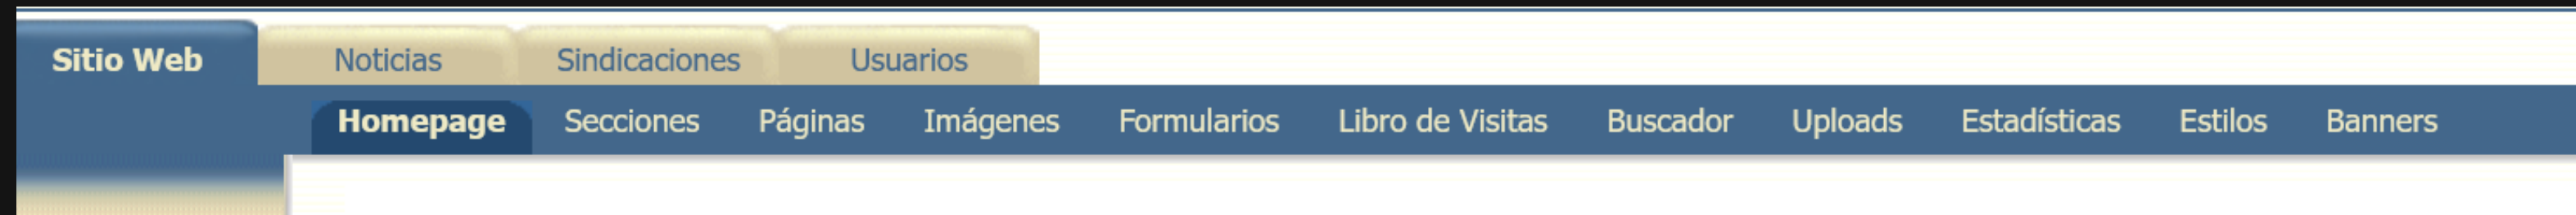 Sitio Web Noticias Sindicaciones Usuarios
Homepage Secciones Páginas Imágenes Formularios Libro de Visitas Buscador Uploads Estadísticas Estilos Banners